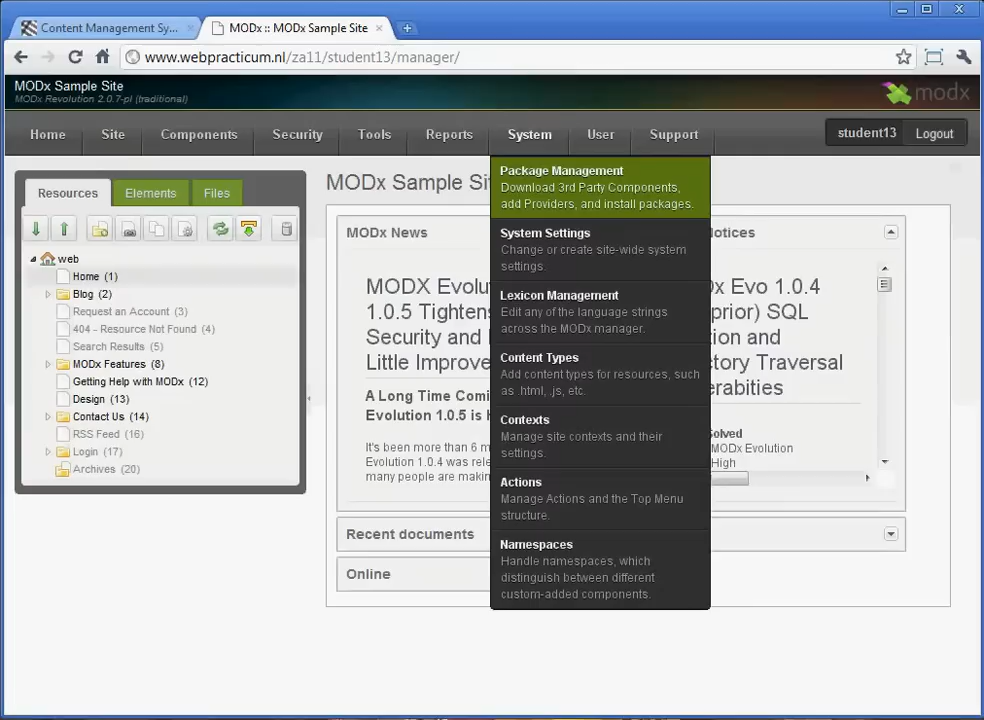 Content Management Sy...
MODx :: MODx Sample Site
www.webpracticum.nl/za11/student13/manager/
MODx Sample Site
MODx Revolution 2.0.7-pl (traditional)
modx
Home
Site
Components
Security
Tools
Reports
System
User
Support
student13
Logout
Resources
Elements
Files
web
Home (1)
Blog (2)
Request an Account (3)
404 - Resource Not Found (4)
Search Results (5)
MODx Features (8)
Getting Help with MODx (12)
Design (13)
Contact Us (14)
RSS Feed (16)
Login (17)
Archives (20)
MODx Sample Si
MODx News
MODX Evolu
1.0.5 Tightens
Security and
Little Improve
A Long Time Comi
Evolution 1.0.5 is H
It's been more than 6 m
Evolution 1.0.4 was rele
many people are makin
Recent documents
Online
Package Management
Download 3rd Party Components,
add Providers, and install packages.
System Settings
Change or create site-wide system
settings.
Lexicon Management
Edit any of the language strings
across the MODx manager.
Content Types
Add content types for resources, such
as .html, .js, etc.
Contexts
Manage site contexts and their
settings.
Actions
Manage Actions and the Top Menu
structure.
Namespaces
Handle namespaces, which
distinguish between different
custom-added components.
otices
x Evo 1.0.4
prior) SQL
tion and
ctory Traversal
erabities
Solved
MODx Evolution
High